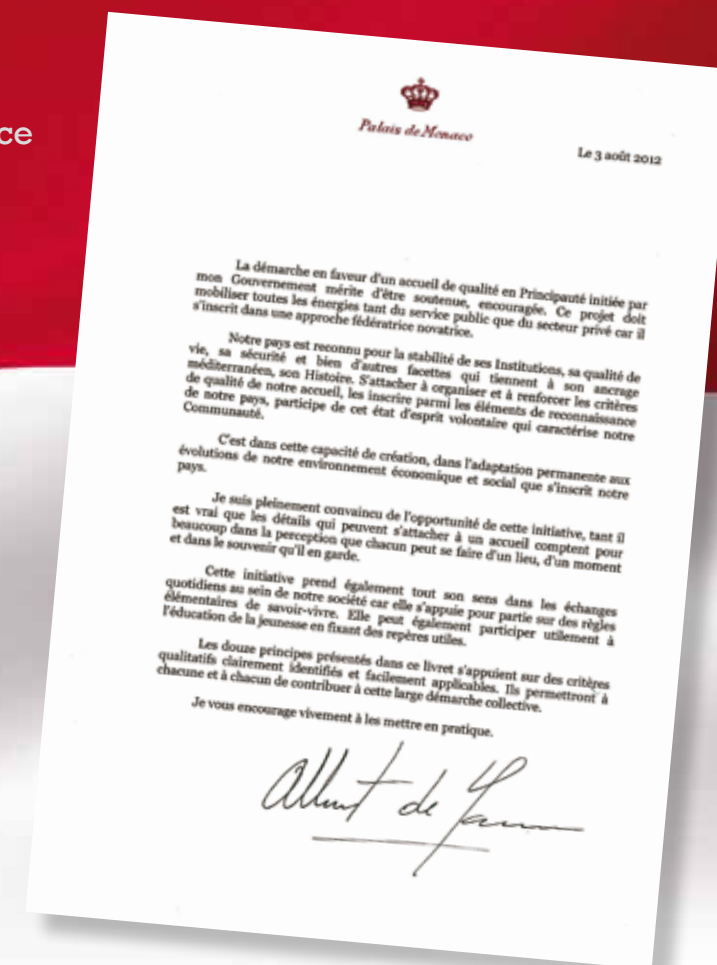 ce
Palais de Monaco
Le 3 août 2012
La démarche en faveur d'un accueil de qualité en Principauté initiée par
mon Gouvernement mérite d'être soutenue, encouragée. Ce projet doit
mobiliser toutes les énergies tant du service public que du secteur privé car il
s'inscrit dans une approche fédératrice novatrice.
Notre pays est reconnu pour la stabilité de ses Institutions, sa qualité de
vie, sa sécurité et bien d'autres facettes qui tiennent à son ancrage
méditerranéen, son Histoire. S'attacher à organiser et à renforcer les critères
de qualité de notre accueil, les inscrire parmi les éléments de reconnaissance
de notre pays, participe de cet état d'esprit volontaire qui caractérise notre
Communauté.
C'est dans cette capacité de création, dans l'adaptation permanente aux
évolutions de notre environnement économique et social que s'inscrit notre
pays.
Je suis pleinement convaincu de l'opportunité de cette initiative, tant il
est vrai que les détails qui peuvent s'attacher à un accueil comptent pour
beaucoup dans la perception que chacun peut se faire d'un lieu, d'un moment
et dans le souvenir qu'il en garde.
Cette initiative prend également tout son sens dans les échanges
quotidiens au sein de notre société car elle s'appuie pour partie sur des règles
élémentaires de savoir-vivre. Elle peut également participer utilement à
l'éducation de la jeunesse en fixant des repères utiles.
Les douze principes présentés dans ce livret s'appuient sur des critères
qualitatifs clairement identifiés et facilement applicables. Ils permettront à
chacune et à chacun de contribuer à cette large démarche collective.
Je vous encourage vivement à les mettre en pratique.
Albert de